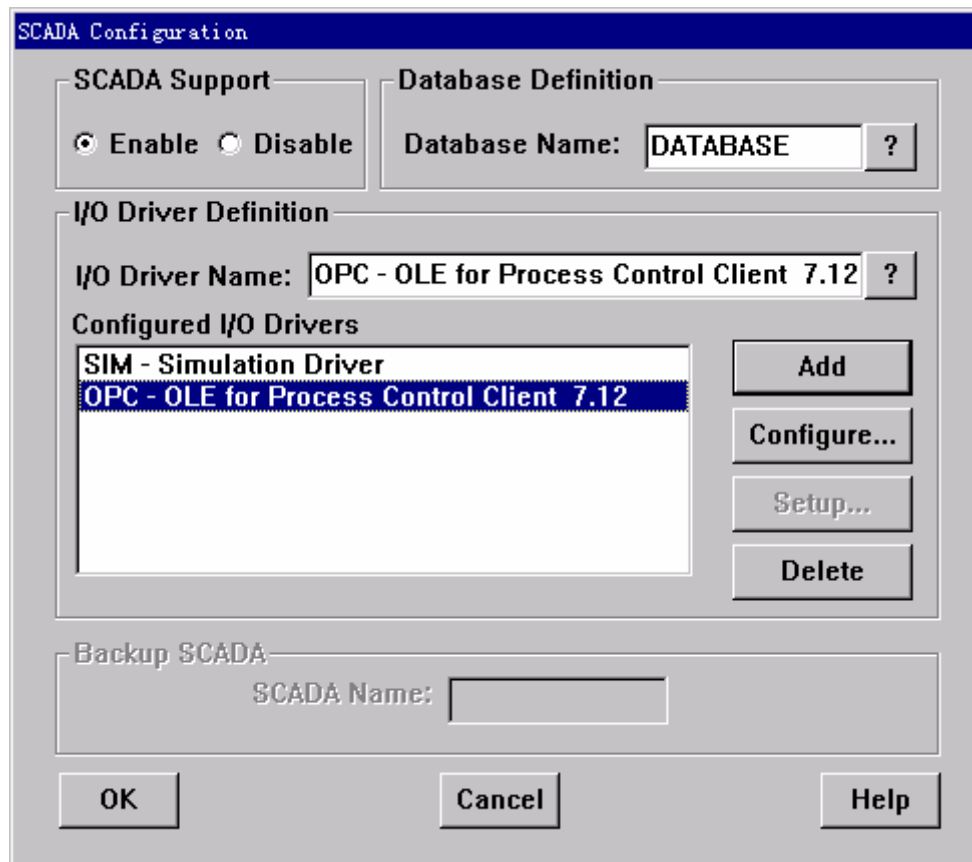 SCADA Configuration
SCADA Support
Enable Disable
Database Definition
Database Name: DATABASE ?
I/O Driver Definition
I/O Driver Name: OPC - OLE for Process Control Client 7.12 ?
Configured I/O Drivers
SIM - Simulation Driver
OPC - OLE for Process Control Client 7.12
Add
Configure...
Setup...
Delete
Backup SCADA
SCADA Name:
OK Cancel Help